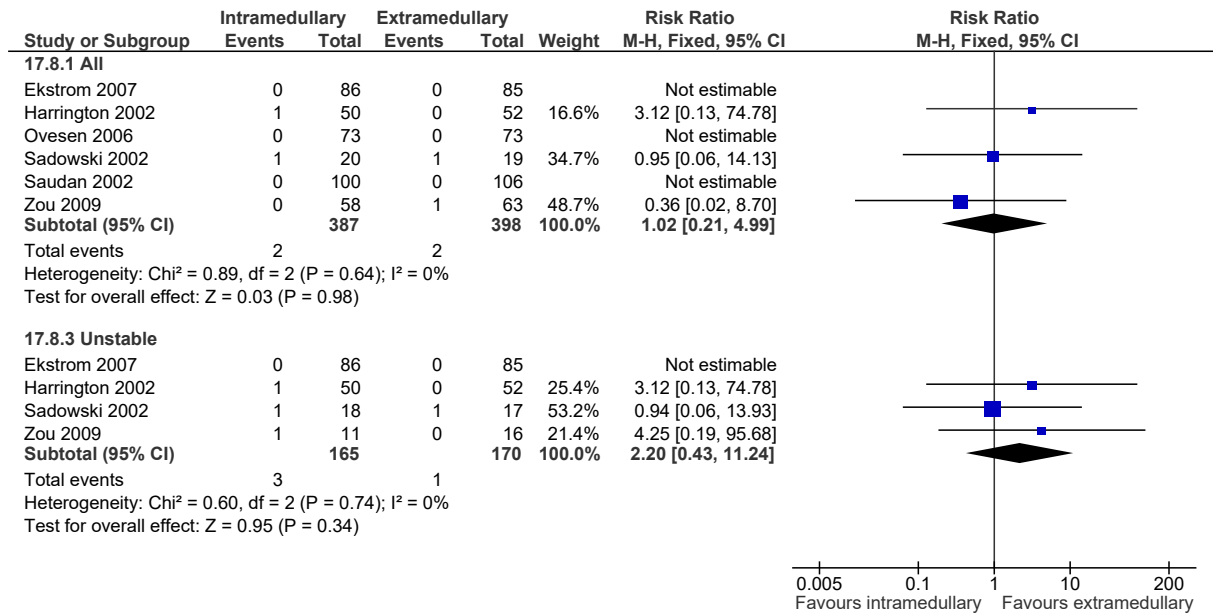 Intramedullary Extramedullary Risk Ratio Risk Ratio
Study or Subgroup Events Total Events Total Weight M-H, Fixed, 95% CI M-H, Fixed, 95% CI
17.8.1 All
Ekstrom 2007 0 86 0 85 Not estimable
Harrington 2002 1 50 0 52 16.6% 3.12 [0.13, 74.78]
Ovesen 2006 0 73 0 73 Not estimable
Sadowski 2002 1 20 1 19 34.7% 0.95 [0.06, 14.13]
Saudan 2002 0 100 0 106 Not estimable
Zou 2009 0 58 1 63 48.7% 0.36 [0.02, 8.70]
Subtotal (95% CI) 387 398 100.0% 1.02 [0.21, 4.99]
Total events 2 2
Heterogeneity: Chi² = 0.89, df = 2 (P = 0.64); I² = 0%
Test for overall effect: Z = 0.03 (P = 0.98)
17.8.3 Unstable
Ekstrom 2007 0 86 0 85 Not estimable
Harrington 2002 1 50 0 52 25.4% 3.12 [0.13, 74.78]
Sadowski 2002 1 18 1 17 53.2% 0.94 [0.06, 13.93]
Zou 2009 1 11 0 16 21.4% 4.25 [0.19, 95.68]
Subtotal (95% CI) 165 170 100.0% 2.20 [0.43, 11.24]
Total events 3 1
Heterogeneity: Chi² = 0.60, df = 2 (P = 0.74); I² = 0%
Test for overall effect: Z = 0.95 (P = 0.34)
0.005 0.1 1 10 200
Favours intramedullary Favours extramedullary